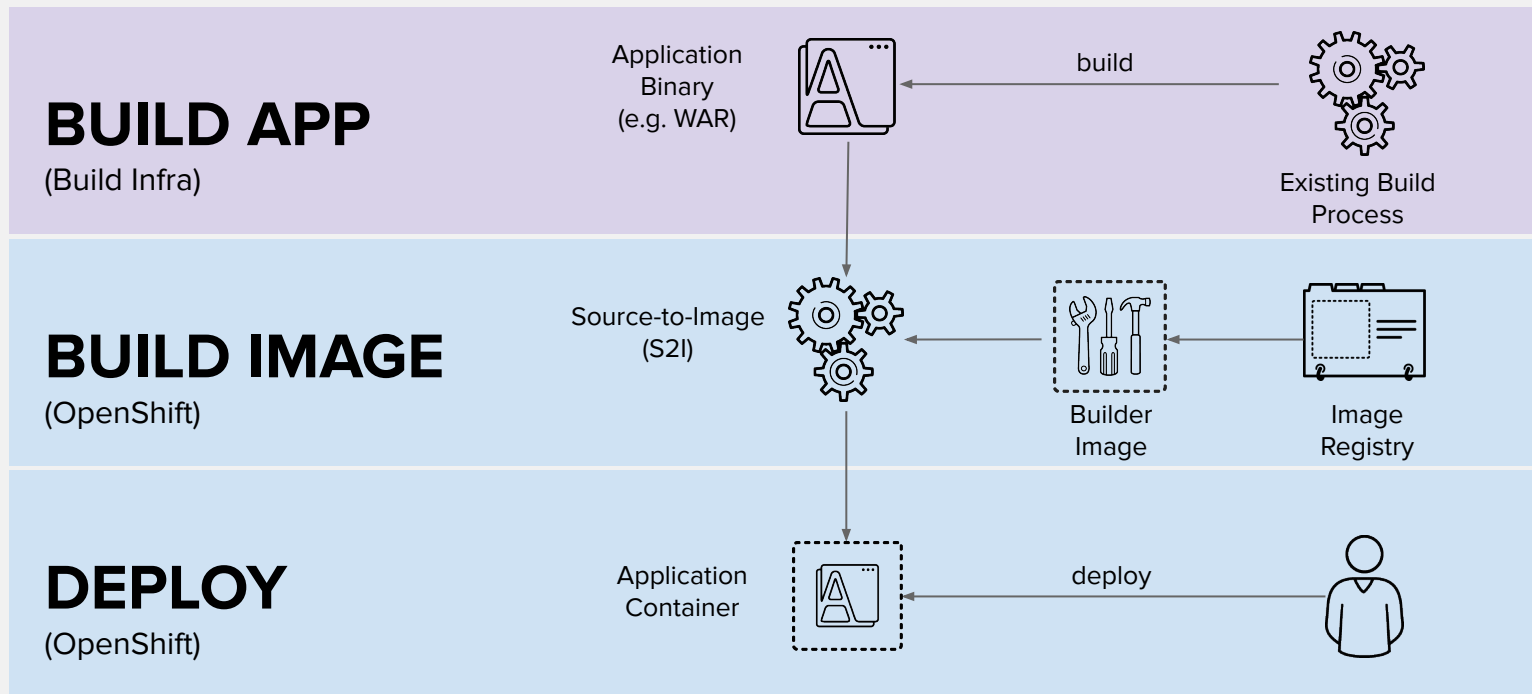 BUILD APP
(Build Infra)
Application
Binary
(e.g. WAR)
build
Existing Build
Process
BUILD IMAGE
(OpenShift)
Source-to-Image
(S2I)
Builder
Image
Image
Registry
DEPLOY
(OpenShift)
Application
Container
deploy